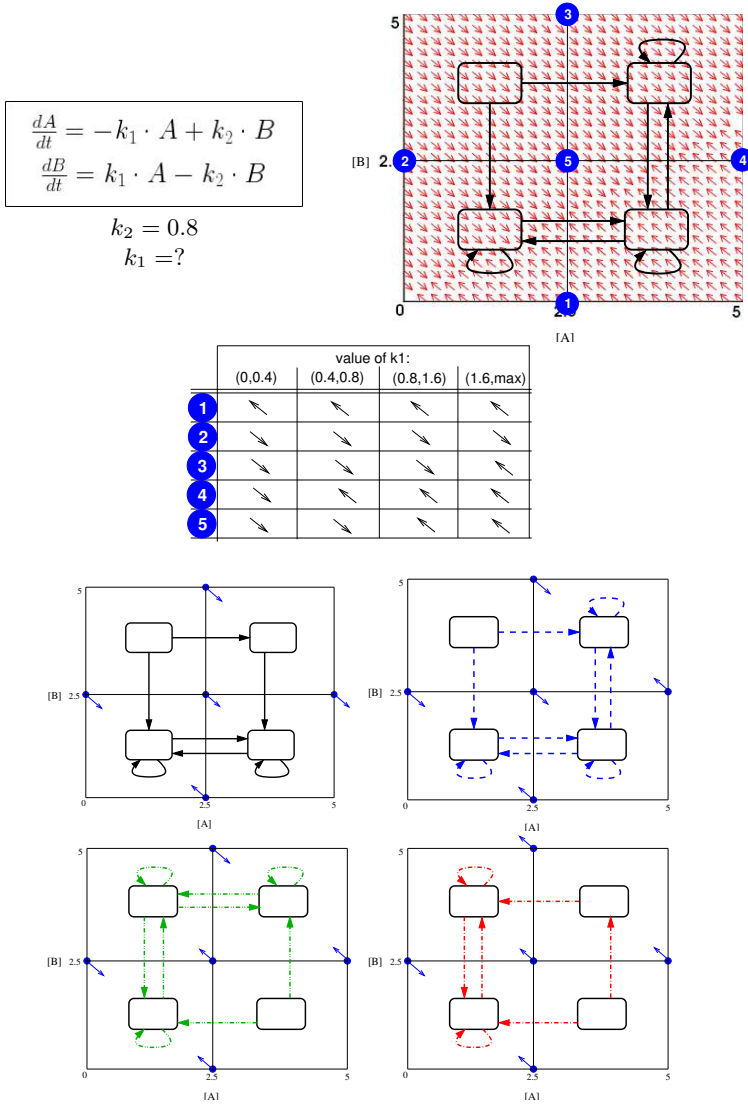 dA/dt = −k₁ · A + k₂ · B
dB/dt = k₁ · A − k₂ · B
k₂ = 0.8
k₁ =?
5
3
[B]
2.
2
5
4
1
0
5
[A]
value of k1:
(0,0.4) (0.4,0.8) (0.8,1.6) (1.6,max)
1
2
3
4
5
5
[B] 2.5
0 2.5 5
[A]
5
[B] 2.5
0 2.5 5
[A]
5
[B] 2.5
0 2.5 5
[A]
5
[B] 2.5
0 2.5 5
[A]